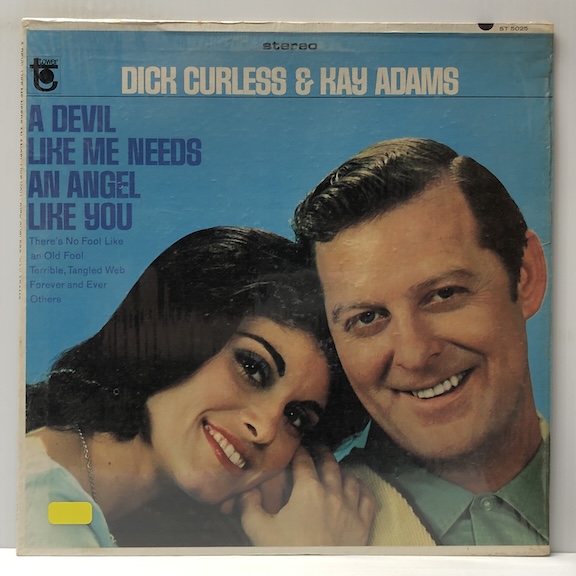 stereo
ST 5025
tower
DICK CURLESS & KAY ADAMS
A DEVIL
LIKE ME NEEDS
AN ANGEL
LIKE YOU
There's No Fool Like
an Old Fool
Terrible, Tangled Web
Forever and Ever
Others